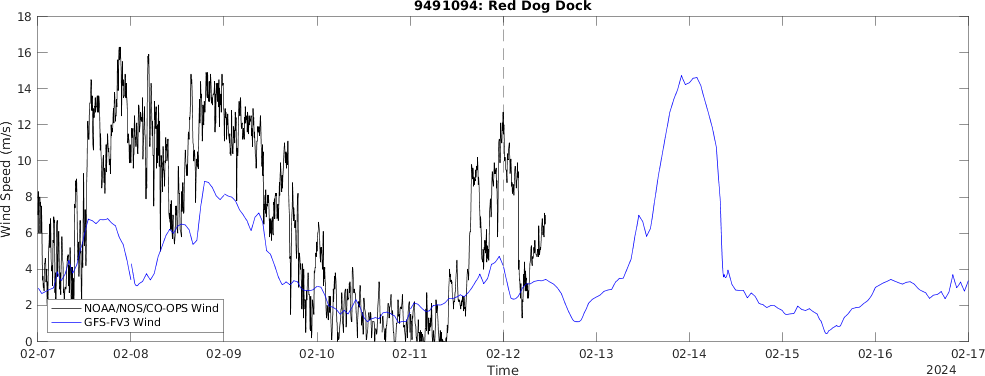 9491094: Red Dog Dock
Wind Speed (m/s)
18
16
14
12
10
8
6
4
2
0
NOAA/NOS/CO-OPS Wind
GFS-FV3 Wind
02-07 02-08 02-09 02-10 02-11 02-12 02-13 02-14 02-15 02-16 02-17
Time
2024